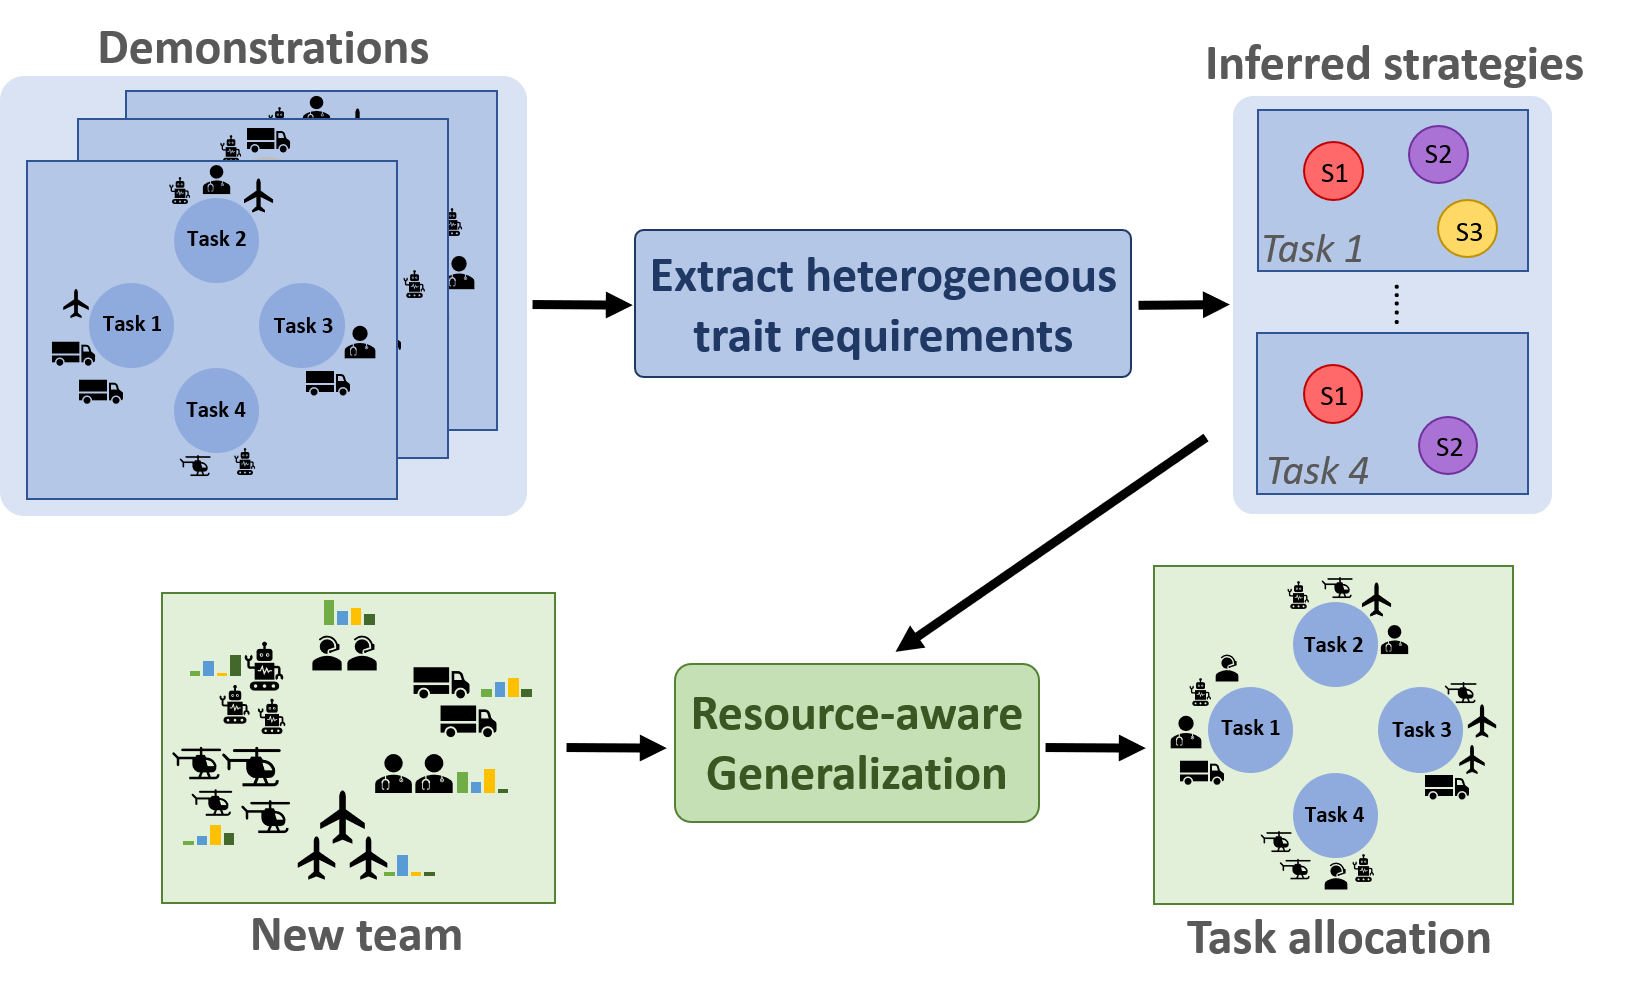 Demonstrations
Task 2
Task 1
Task 3
Task 4
Extract heterogeneous
trait requirements
Inferred strategies
S1
S2
S3
Task 1
S1
S2
Task 4
New team
Resource-aware
Generalization
Task 2
Task 1
Task 3
Task 4
Task allocation